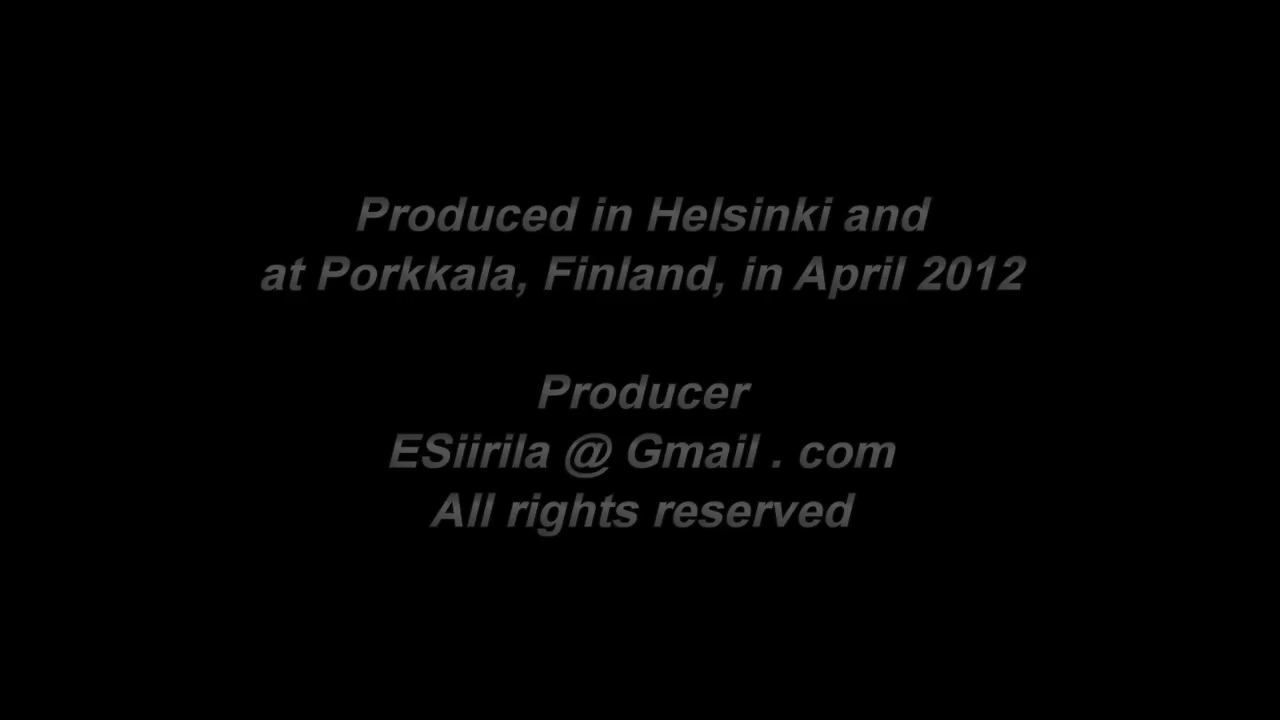 Produced in Helsinki and
at Porkkala, Finland, in April 2012
Producer
ESiirila @ Gmail . com
All rights reserved